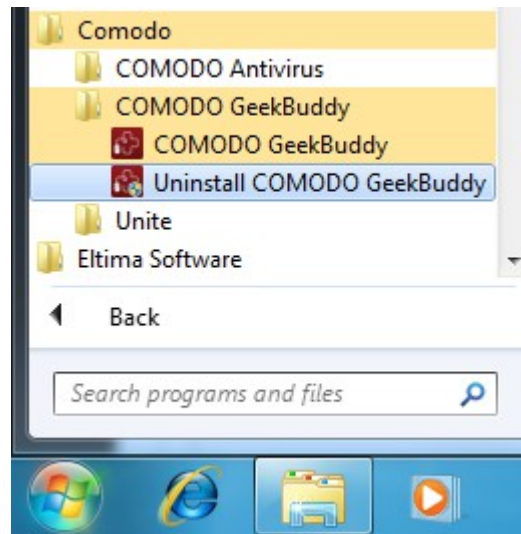 Comodo
COMODO Antivirus
COMODO GeekBuddy
COMODO GeekBuddy
Uninstall COMODO GeekBuddy
Unite
Eltima Software
Back
Search programs and files